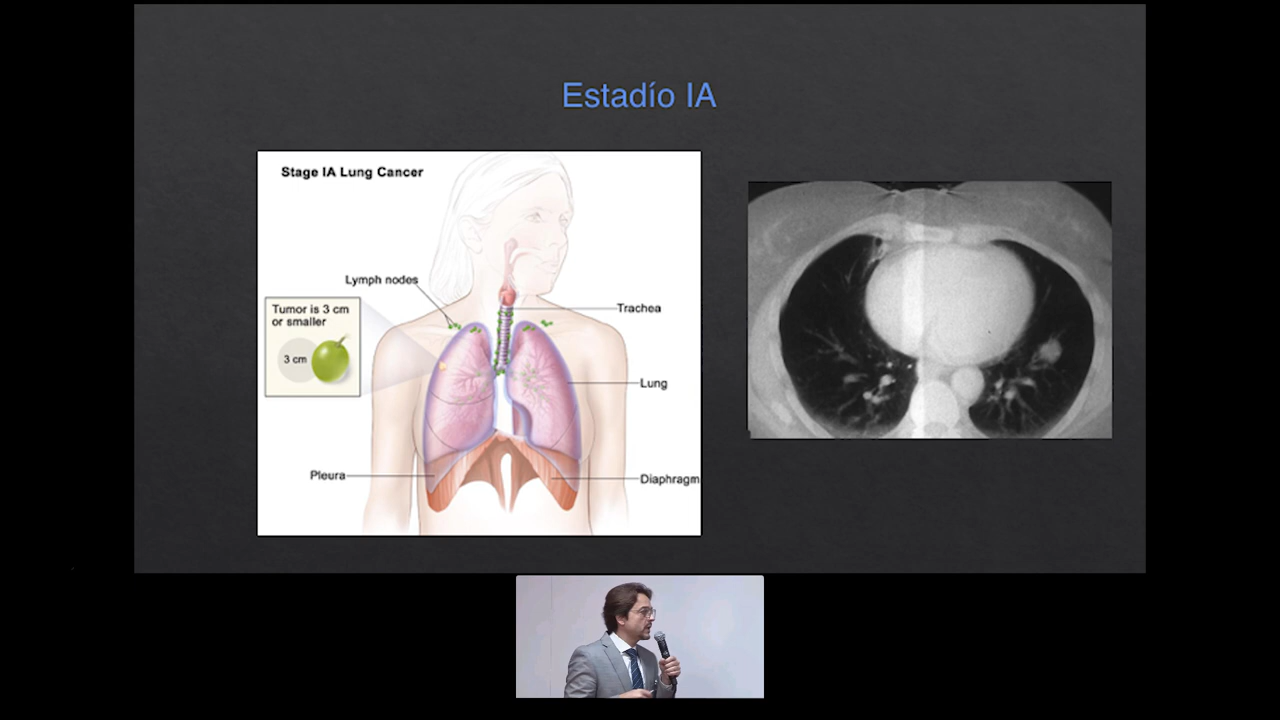 Estadío IA
Stage IA Lung Cancer
Lymph nodes
Tumor is 3 cm
or smaller
3 cm
Trachea
Lung
Pleura
Diaphragm